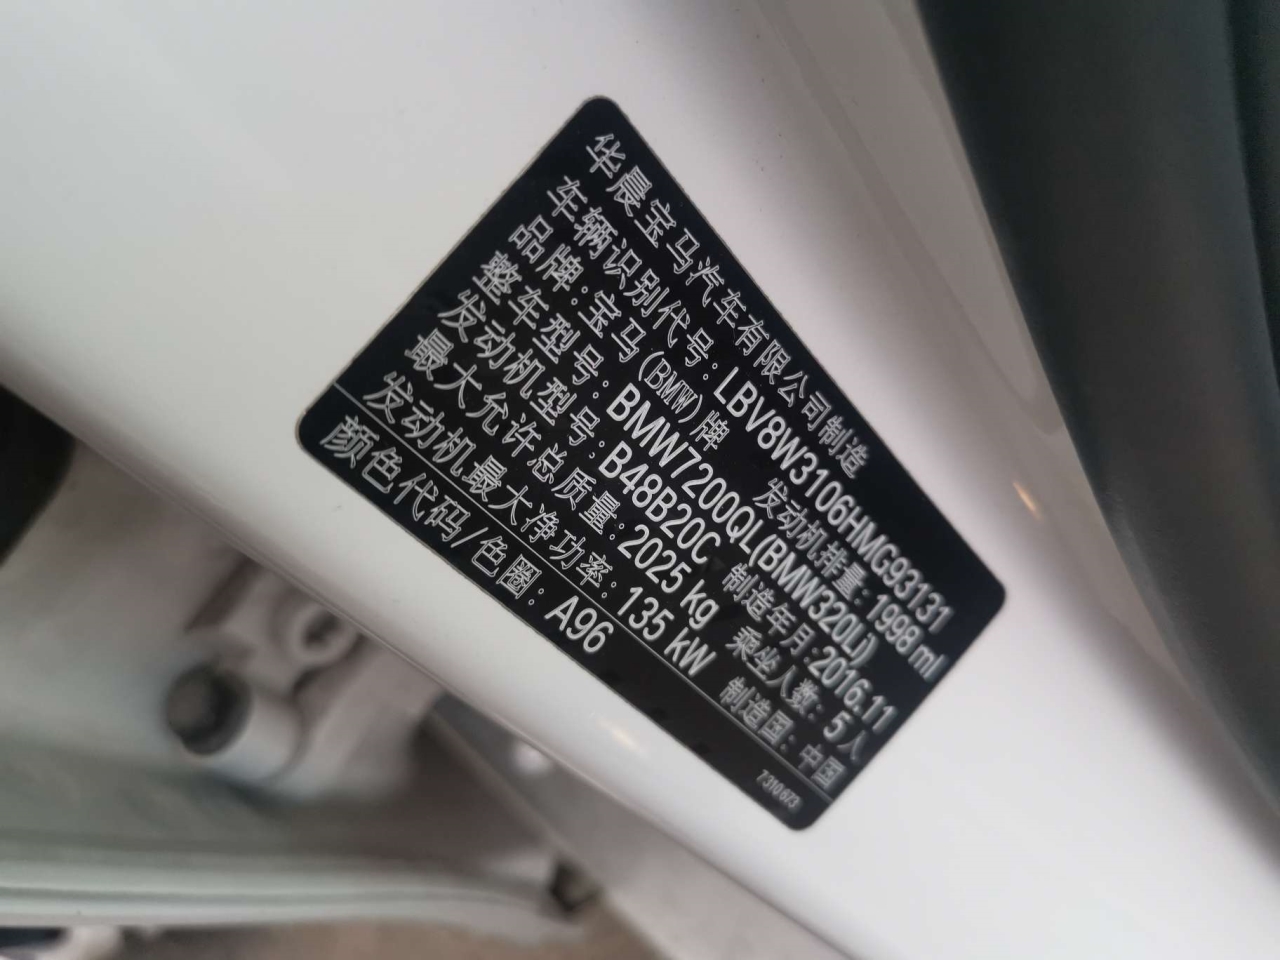 华晨宝马汽车有限公司制造
车辆识别代号: LBV8W3106HMG93131
品牌: 宝马(BMW)牌 发动机排量: 1998 ml
整车型号: BMW7200QL(BMW320Li)
发动机型号: B48B20C 制造年月: 2016.11
最大允许总质量: 2025 kg 乘坐人数: 5人
发动机最大净功率: 135 kW 制造国: 中国
颜色代码/色圈: A96
7310673